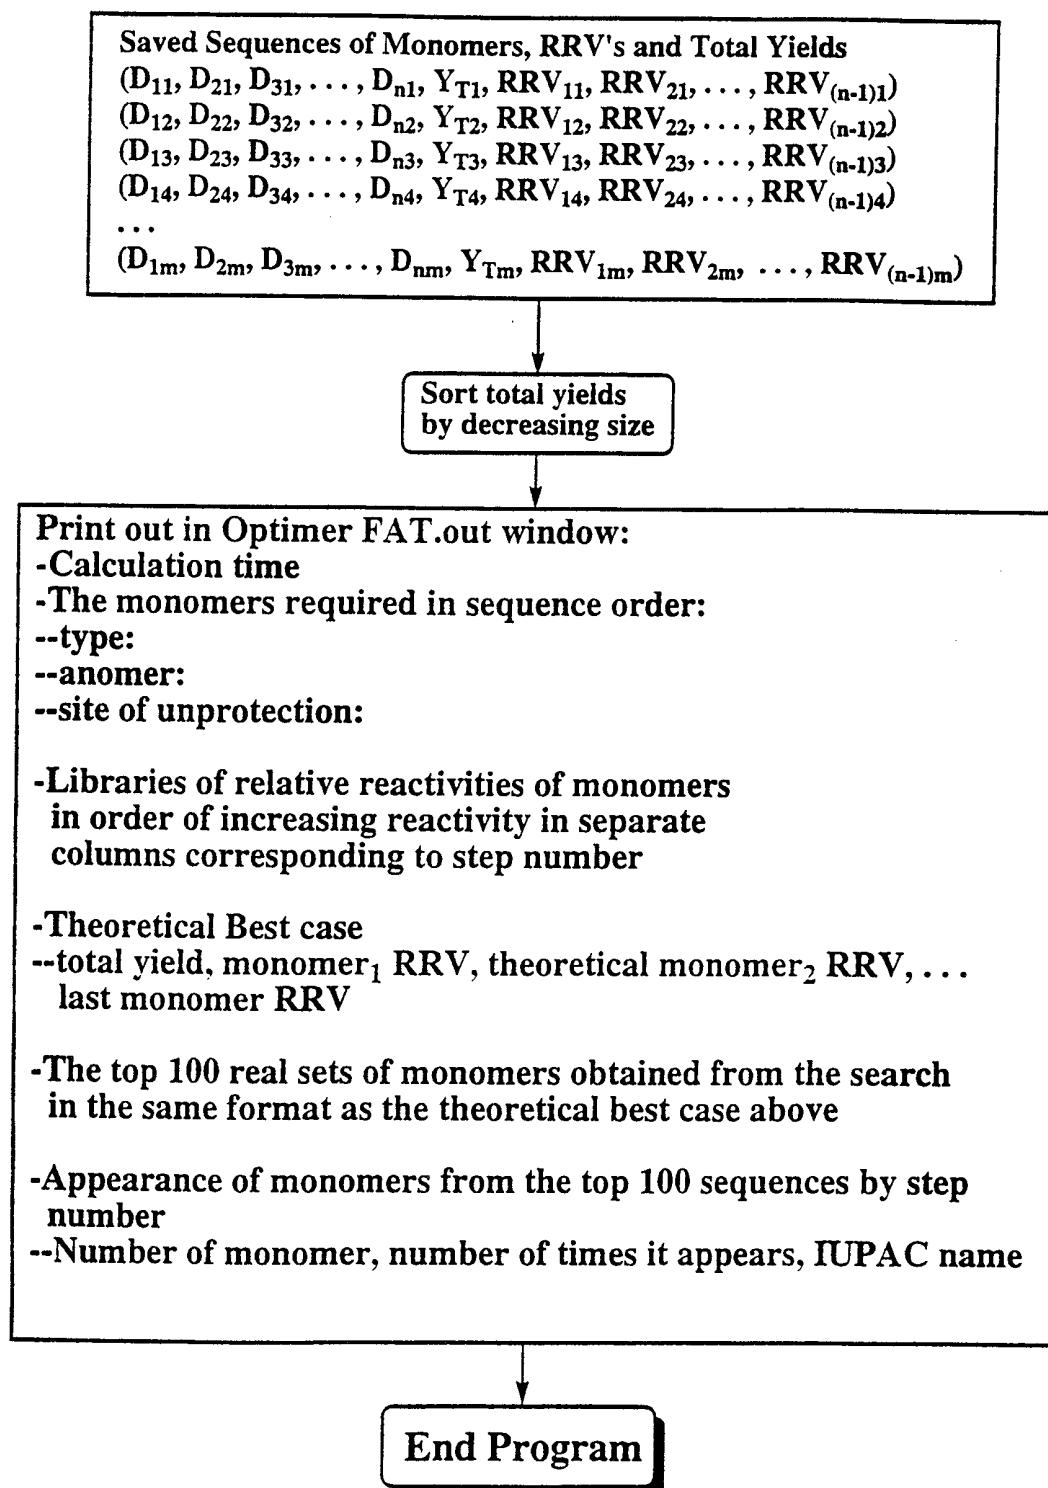 Saved Sequences of Monomers, RRV's and Total Yields
(D11, D21, D31, . . . , Dn1, YT1, RRV11, RRV21, . . . , RRV(n-1)1)
(D12, D22, D32, . . . , Dn2, YT2, RRV12, RRV22, . . . , RRV(n-1)2)
(D13, D23, D33, . . . , Dn3, YT3, RRV13, RRV23, . . . , RRV(n-1)3)
(D14, D24, D34, . . . , Dn4, YT4, RRV14, RRV24, . . . , RRV(n-1)4)
. . .
(D1m, D2m, D3m, . . . , Dnm, YTm, RRV1m, RRV2m, . . . , RRV(n-1)m)
Sort total yields
by decreasing size
Print out in Optimer FAT.out window:
-Calculation time
-The monomers required in sequence order:
--type:
--anomer:
--site of unprotection:
-Libraries of relative reactivities of monomers
in order of increasing reactivity in separate
columns corresponding to step number
-Theoretical Best case
--total yield, monomer1 RRV, theoretical monomer2 RRV, . . .
last monomer RRV
-The top 100 real sets of monomers obtained from the search
in the same format as the theoretical best case above
-Appearance of monomers from the top 100 sequences by step
number
--Number of monomer, number of times it appears, IUPAC name
End Program